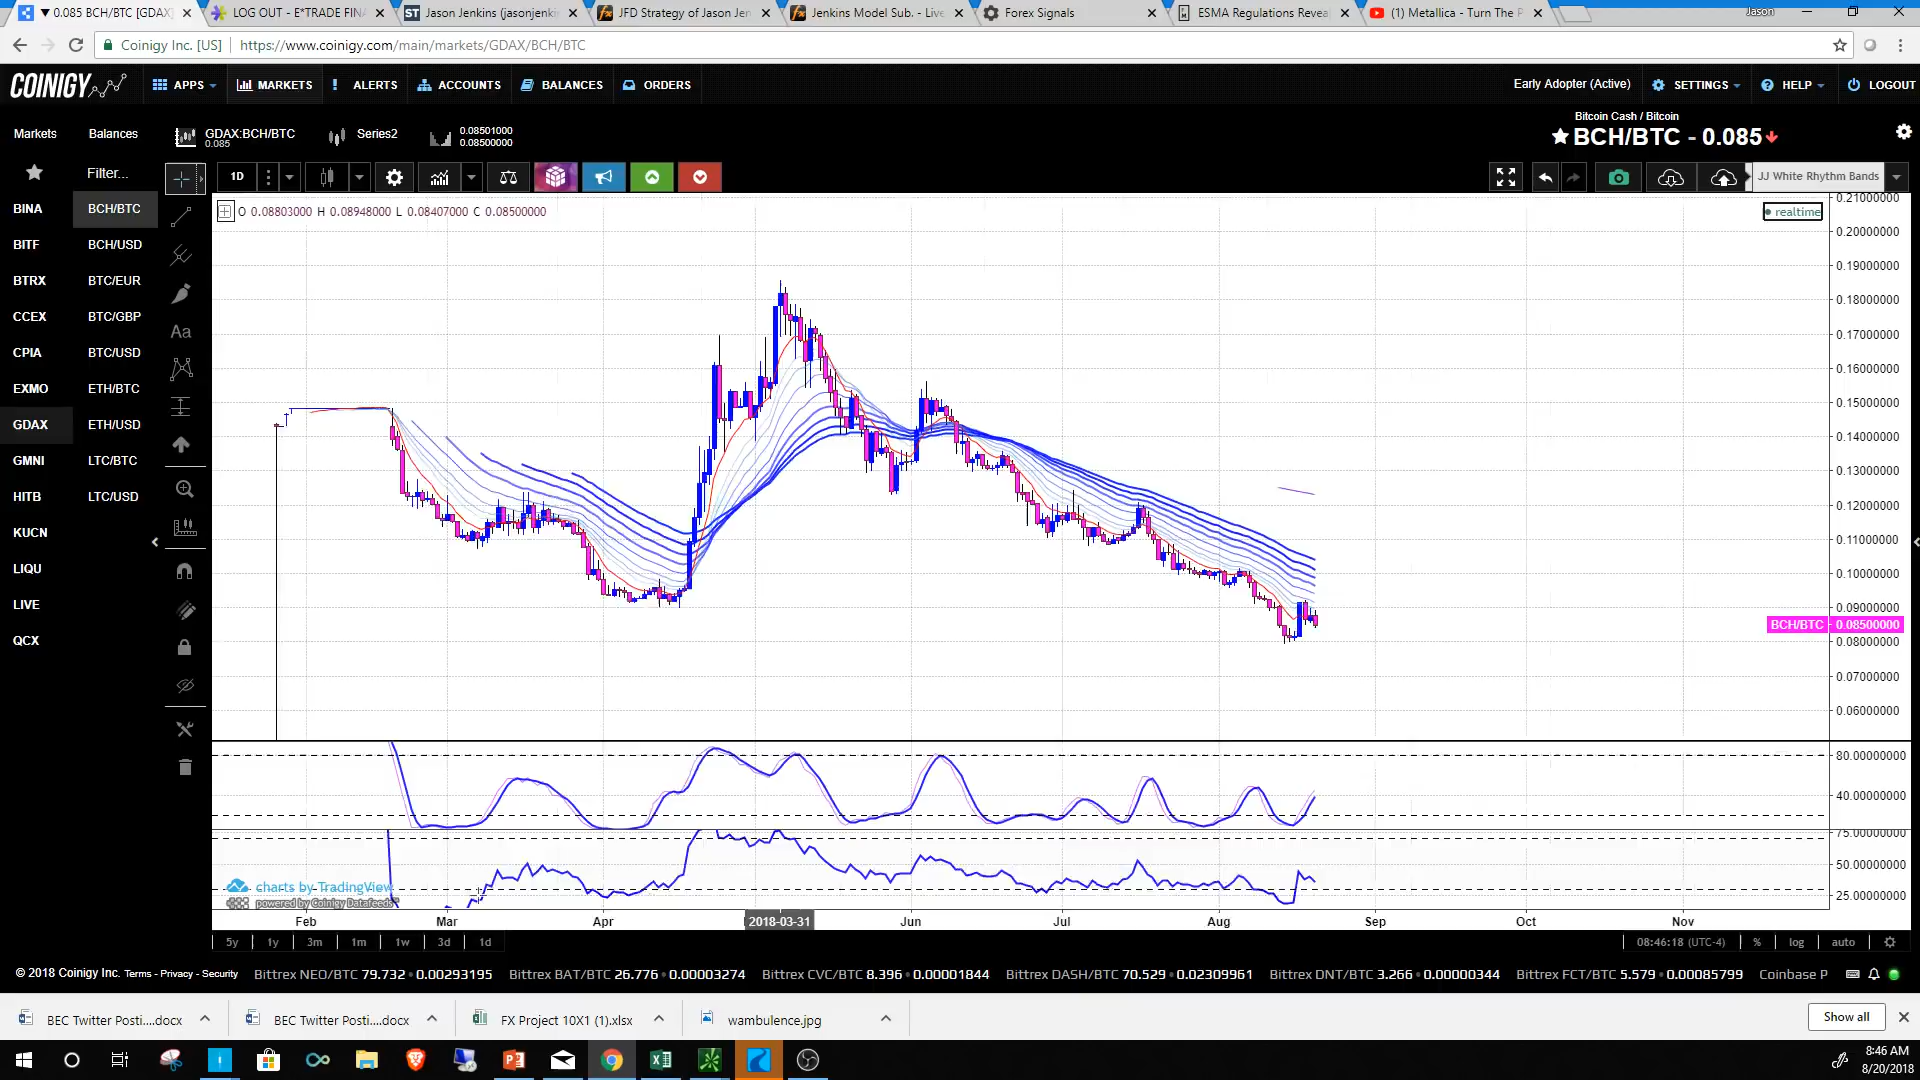 0.085 BCH/BTC [GDAX]
LOG OUT - E*TRADE FINA
Jason Jenkins (jasonjenkin
JFD Strategy of Jason Jen
Jenkins Model Sub. - Live
Forex Signals
ESMA Regulations Revea
(1) Metallica - Turn The P
Jason
Coinigy Inc. [US]
https://www.coinigy.com/main/markets/GDAX/BCH/BTC
COINIGY
APPS
MARKETS
ALERTS
ACCOUNTS
BALANCES
ORDERS
Early Adopter (Active)
SETTINGS
HELP
LOGOUT
Markets
Balances
GDAX:BCH/BTC
0.085
Series2
0.08501000
0.08500000
Bitcoin Cash / Bitcoin
BCH/BTC - 0.085
Filter...
1D
JJ White Rhythm Bands
BINA
BITF
BTRX
CCEX
CPIA
EXMO
GDAX
GMNI
HITB
KUCN
LIQU
LIVE
QCX
BCH/BTC
BCH/USD
BTC/EUR
BTC/GBP
BTC/USD
ETH/BTC
ETH/USD
LTC/BTC
LTC/USD
Aa
O 0.08803000 H 0.08948000 L 0.08407000 C 0.08500000
realtime
0.21000000
0.20000000
0.19000000
0.18000000
0.17000000
0.16000000
0.15000000
0.14000000
0.13000000
0.12000000
0.11000000
0.10000000
0.09000000
BCH/BTC 0.08500000
0.08000000
0.07000000
0.06000000
80.00000000
40.00000000
75.00000000
50.00000000
25.00000000
charts by TradingView
powered by Coinigy Datafeeds
Feb
Mar
Apr
2018-03-31
Jun
Jul
Aug
Sep
Oct
Nov
5y
1y
3m
1m
1w
3d
1d
08:46:18 (UTC-4)
%
log
auto
© 2018 Coinigy Inc. Terms - Privacy - Security
Bittrex NEO/BTC 79.732 • 0.00293195
Bittrex BAT/BTC 26.776 • 0.00003274
Bittrex CVC/BTC 8.396 • 0.00001844
Bittrex DASH/BTC 70.529 • 0.02309961
Bittrex DNT/BTC 3.266 • 0.00000344
Bittrex FCT/BTC 5.579 • 0.00085799
Coinbase P
BEC Twitter Posti....docx
BEC Twitter Posti....docx
FX Project 10X1 (1).xlsx
wambulence.jpg
Show all
8:46 AM
8/20/2018